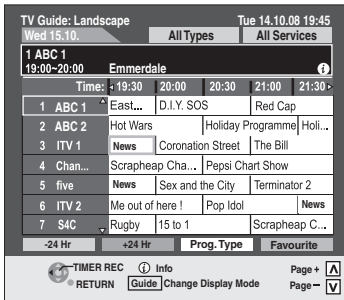 TV Guide: Landscape Tue 14.10.08 19:45
Wed 15.10. All Types All Services
1 ABC 1
19:00~20:00 Emmerdale
Time: 19:30 20:00 20:30 21:00 21:30
1 ABC 1 East... D.I.Y. SOS Red Cap
2 ABC 2 Hot Wars Holiday Programme Holi...
3 ITV 1 News Coronation Street The Bill
4 Chan... Scrapheap Cha... Pepsi Chart Show
5 five News Sex and the City Terminator 2
6 ITV 2 Me out of here ! Pop Idol News
7 S4C Rugby 15 to 1 Scrapheap C...
-24 Hr +24 Hr Prog. Type Favourite
TIMER REC i Info Page +
RETURN Guide Change Display Mode Page -